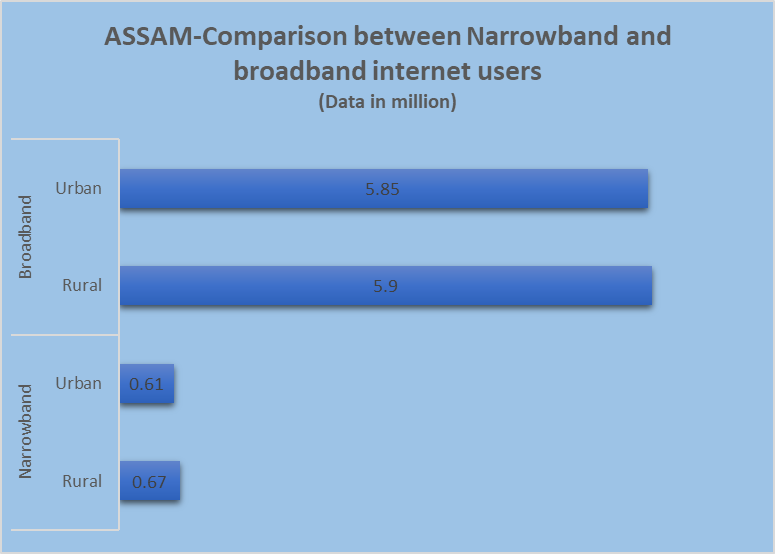 ASSAM-Comparison between Narrowband and
broadband internet users
(Data in million)
Broadband
Urban
5.85
Rural
5.9
Narrowband
Urban
0.61
Rural
0.67